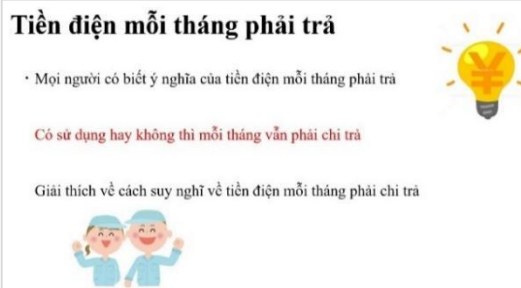 Tiền điện mỗi tháng phải trả
・Mọi người có biết ý nghĩa của tiền điện mỗi tháng phải trả
Có sử dụng hay không thì mỗi tháng vẫn phải chi trả
Giải thích về cách suy nghĩ về tiền điện mỗi tháng phải chi trả
¥